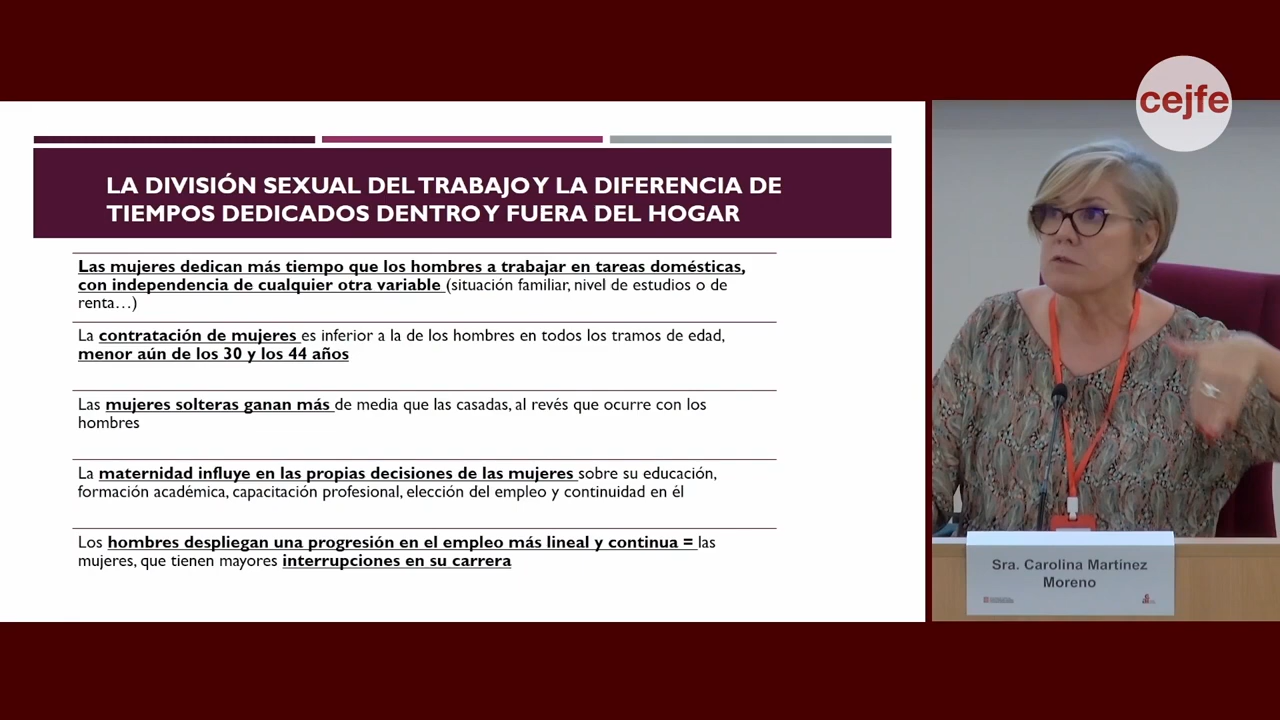 cejfe
LA DIVISIÓN SEXUAL DEL TRABAJO Y LA DIFERENCIA DE
TIEMPOS DEDICADOS DENTRO Y FUERA DEL HOGAR
Las mujeres dedican más tiempo que los hombres a trabajar en tareas domésticas,
con independencia de cualquier otra variable (situación familiar, nivel de estudios o de
renta…)
La contratación de mujeres es inferior a la de los hombres en todos los tramos de edad,
menor aún de los 30 y los 44 años
Las mujeres solteras ganan más de media que las casadas, al revés que ocurre con los
hombres
La maternidad influye en las propias decisiones de las mujeres sobre su educación,
formación académica, capacitación profesional, elección del empleo y continuidad en él
Los hombres despliegan una progresión en el empleo más lineal y continua = las
mujeres, que tienen mayores interrupciones en su carrera
Sra. Carolina Martínez
Moreno